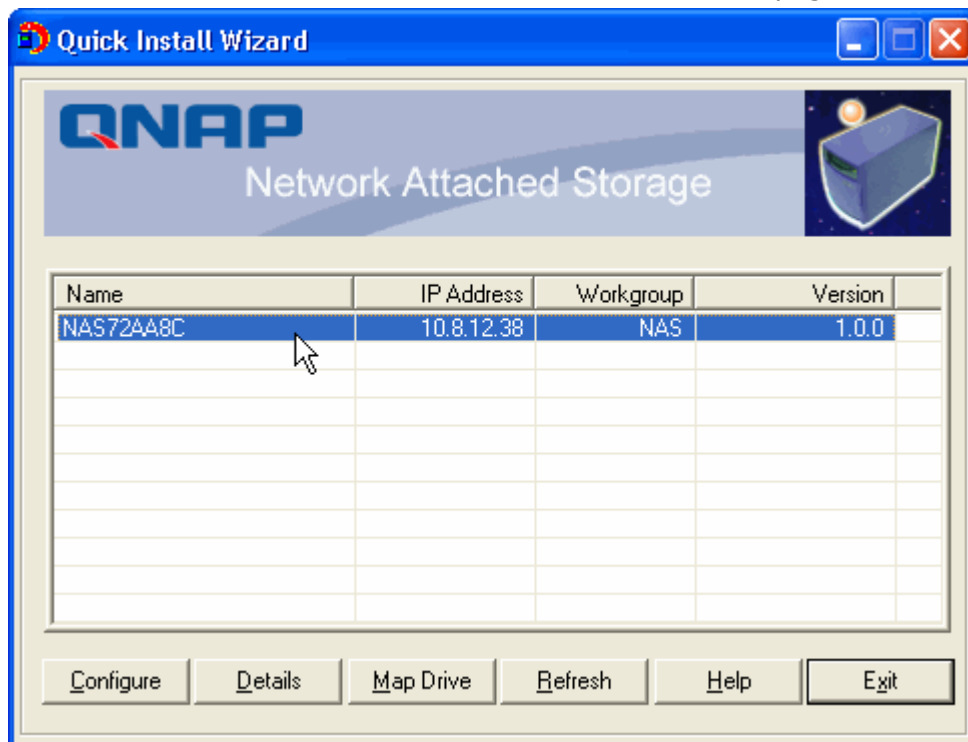 Quick Install Wizard
QNAP
Network Attached Storage
Name IP Address Workgroup Version
NAS72AA8C 10.8.12.38 NAS 1.0.0
Configure Details Map Drive Refresh Help Exit